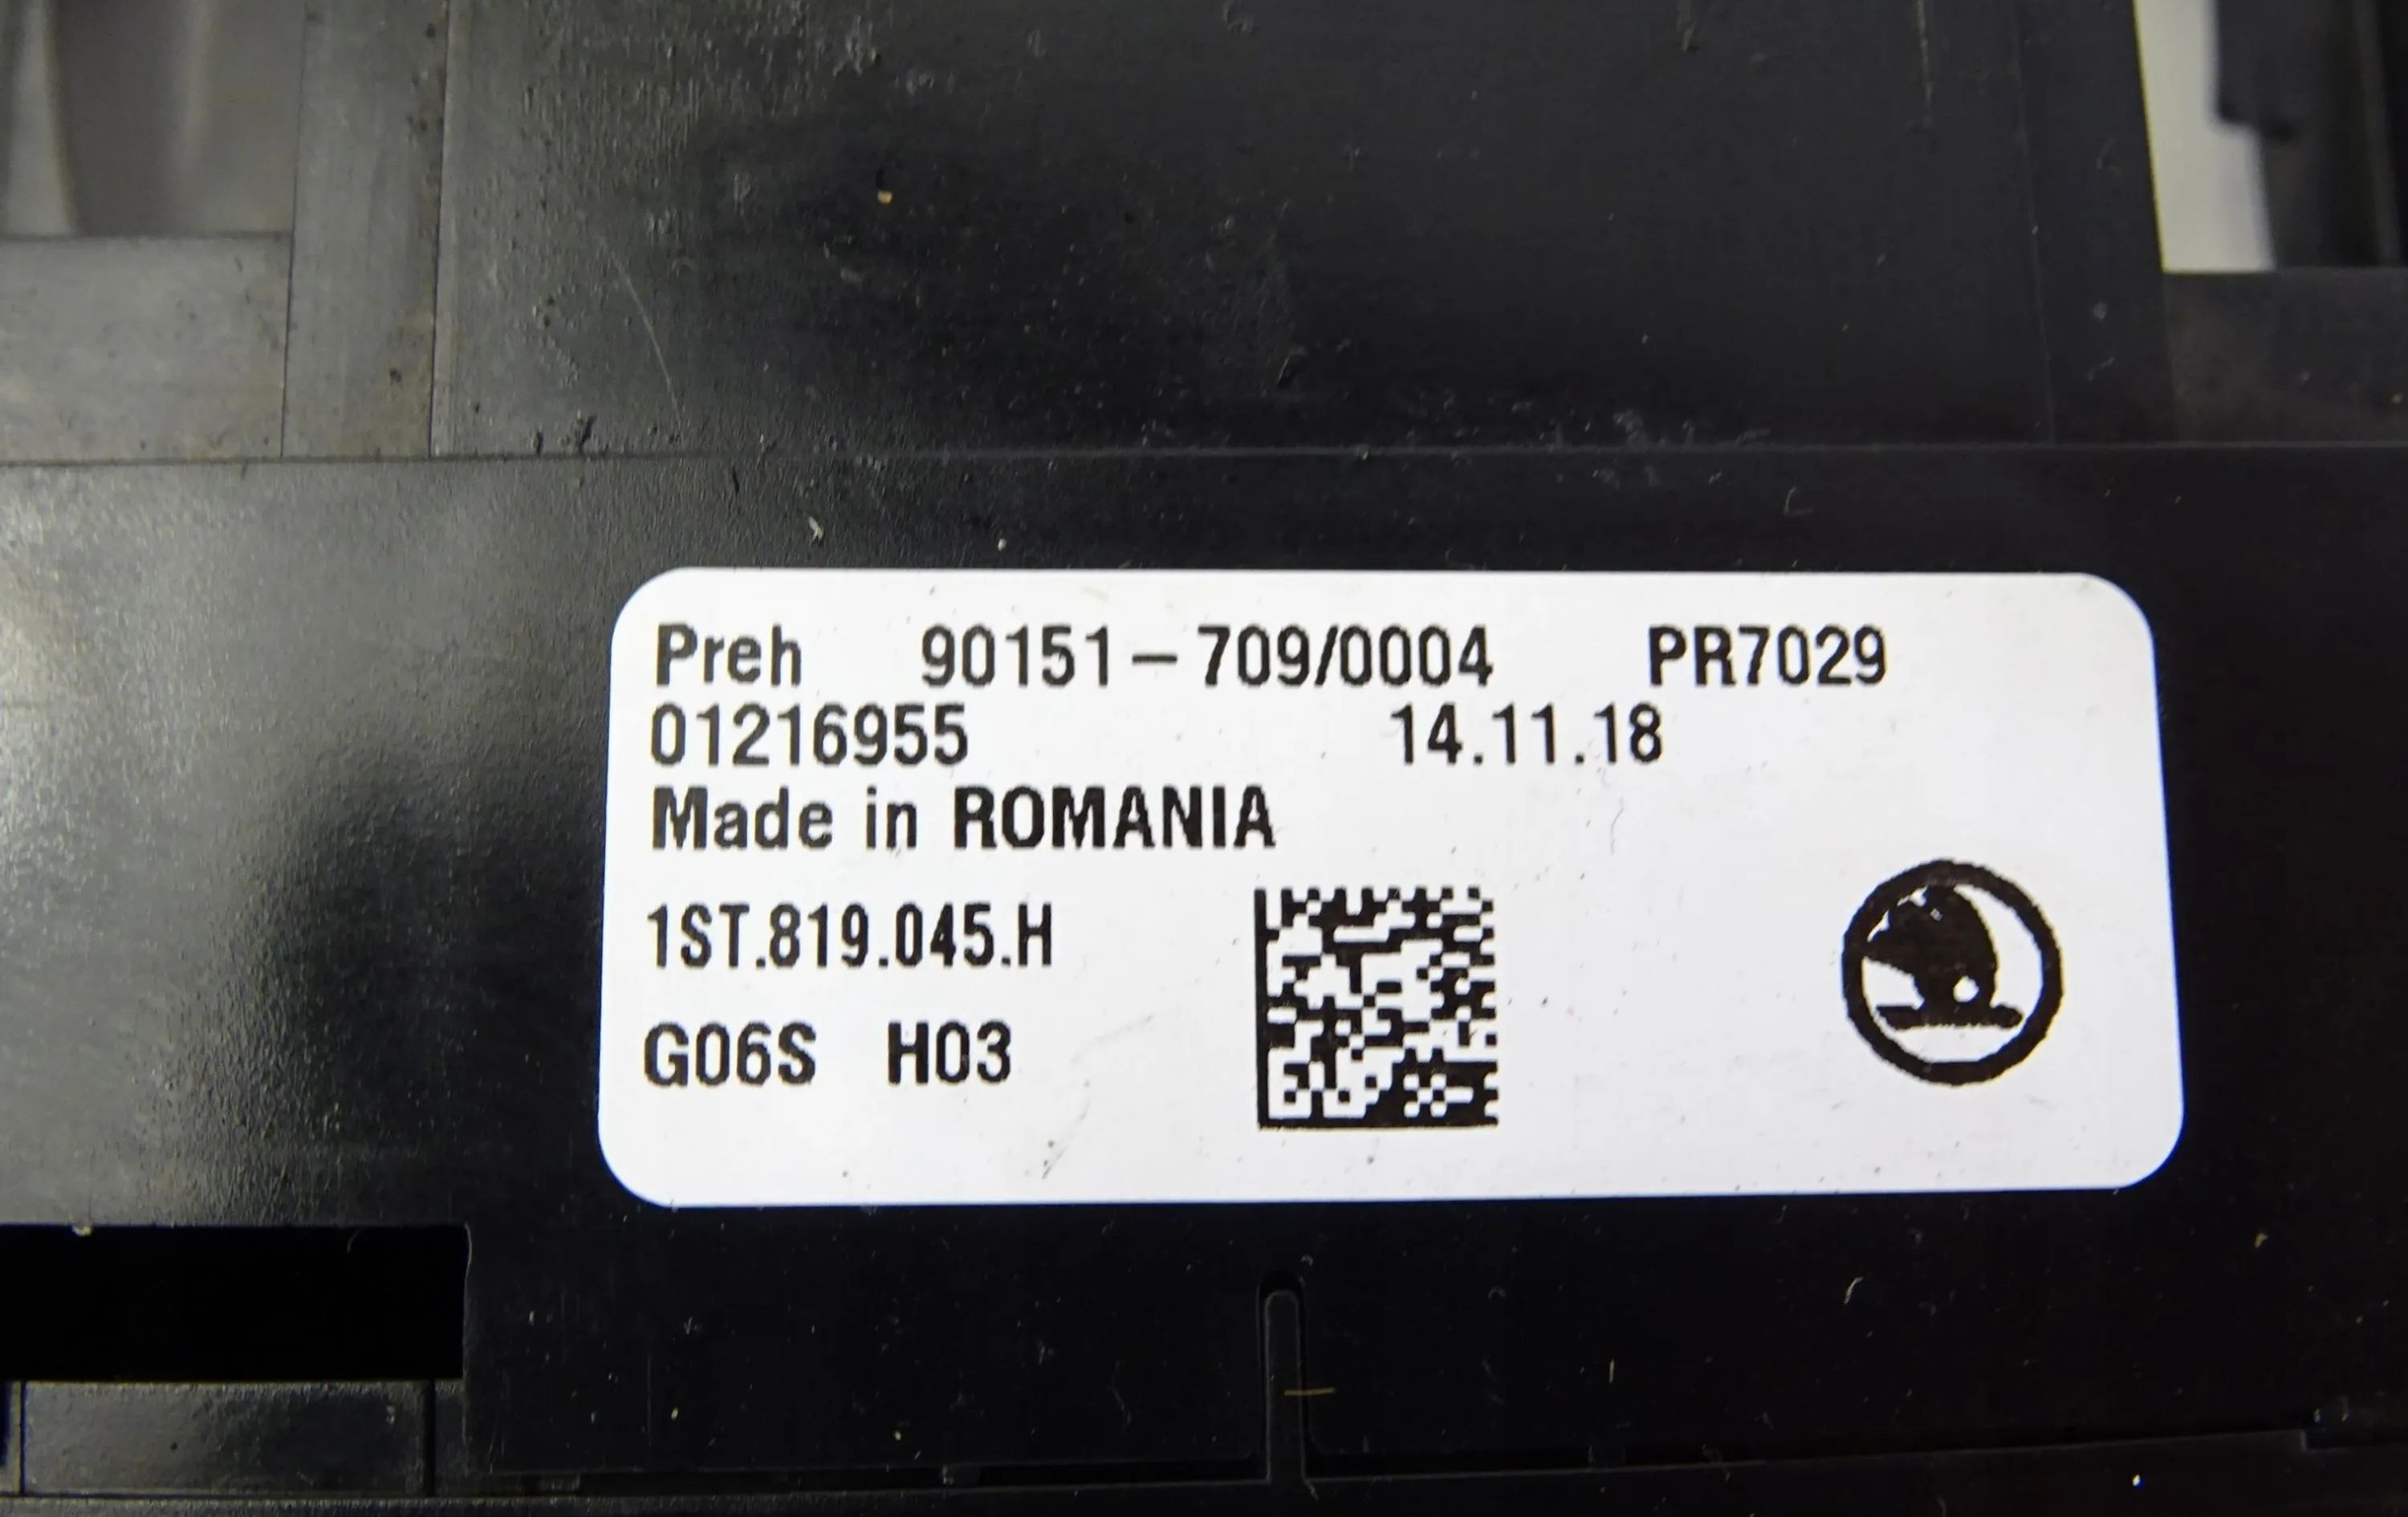 Preh 90151-709/0004 PR7029
01216955 14.11.18
Made in ROMANIA
1ST.819.045.H
G06S H03